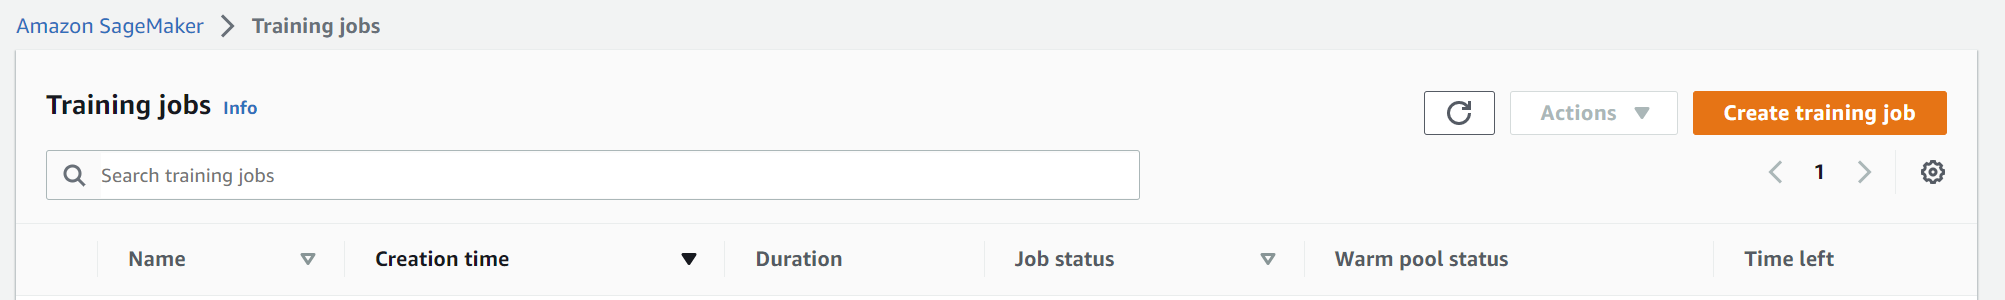 Amazon SageMaker > Training jobs
Training jobs Info
Actions Create training job
Search training jobs
1
Name Creation time Duration Job status Warm pool status Time left